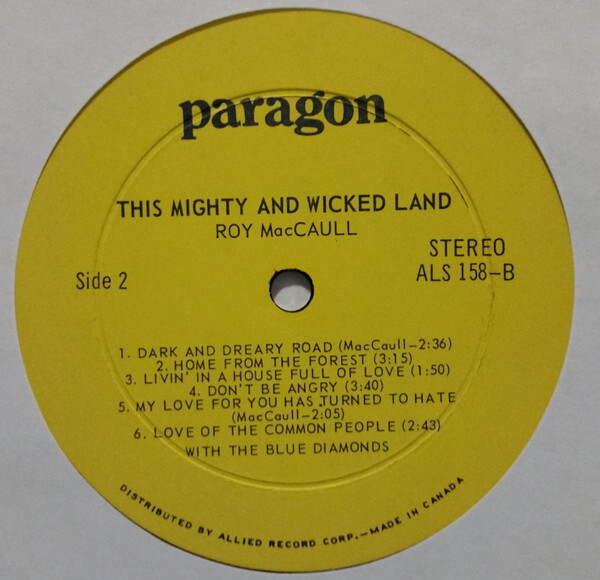 paragon
THIS MIGHTY AND WICKED LAND
ROY MacCAULL
STEREO
Side 2
ALS 158-B
1. DARK AND DREARY ROAD (MacCaull-2:36)
2. HOME FROM THE FOREST (3:15)
3. LIVIN' IN A HOUSE FULL OF LOVE (1:50)
4. DON'T BE ANGRY (3:40)
5. MY LOVE FOR YOU HAS TURNED TO HATE
(MacCaull-2:05)
6. LOVE OF THE COMMON PEOPLE (2:43)
WITH THE BLUE DIAMONDS
DISTRIBUTED BY ALLIED RECORD CORP.-MADE IN CANADA